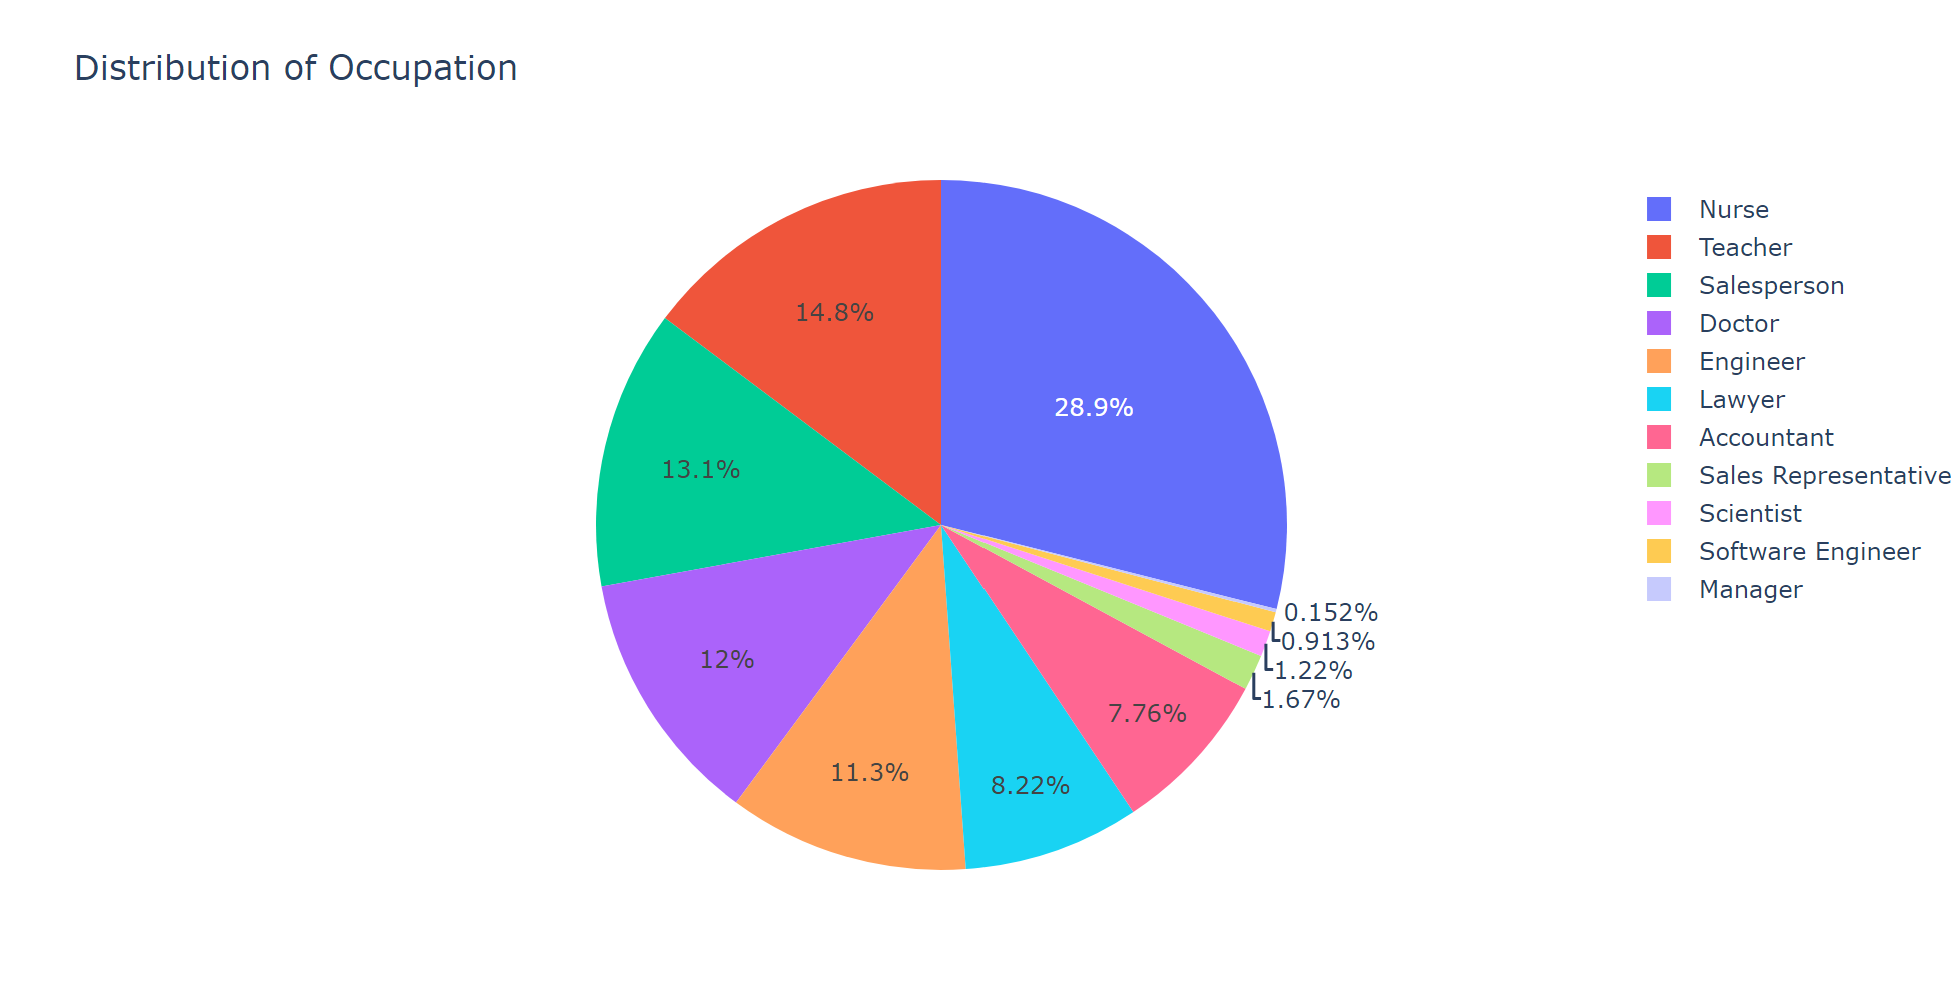 Distribution of Occupation
14.8%
28.9%
13.1%
12%
11.3%
8.22%
7.76%
0.152%
0.913%
1.22%
1.67%
Nurse
Teacher
Salesperson
Doctor
Engineer
Lawyer
Accountant
Sales Representative
Scientist
Software Engineer
Manager